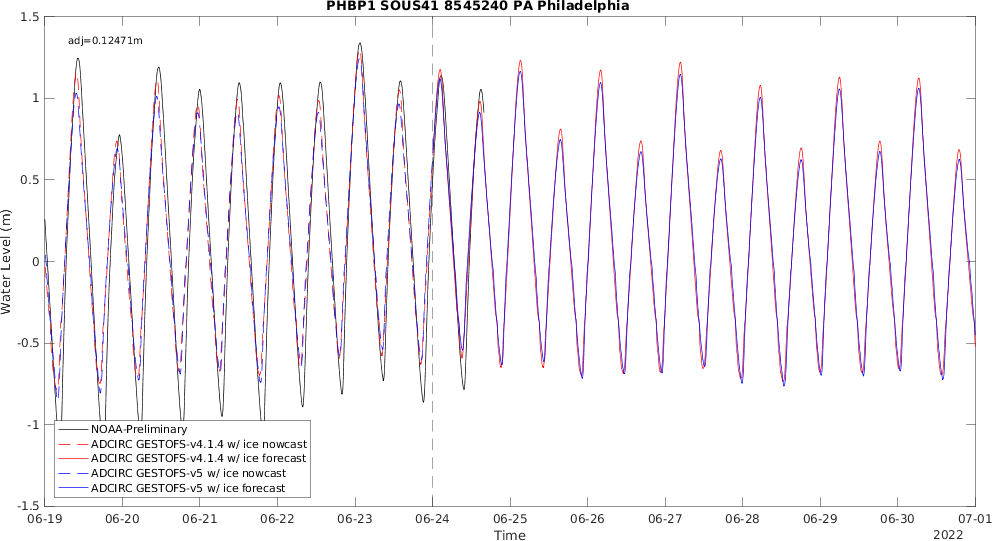 PHBP1 SOUS41 8545240 PA Philadelphia
adj=0.12471m
1.5
1
0.5
0
-0.5
-1
-1.5
Water Level (m)
NOAA-Preliminary
ADCIRC GESTOFS-v4.1.4 w/ ice nowcast
ADCIRC GESTOFS-v4.1.4 w/ ice forecast
ADCIRC GESTOFS-v5 w/ ice nowcast
ADCIRC GESTOFS-v5 w/ ice forecast
06-19 06-20 06-21 06-22 06-23 06-24 06-25 06-26 06-27 06-28 06-29 06-30 07-01
Time
2022